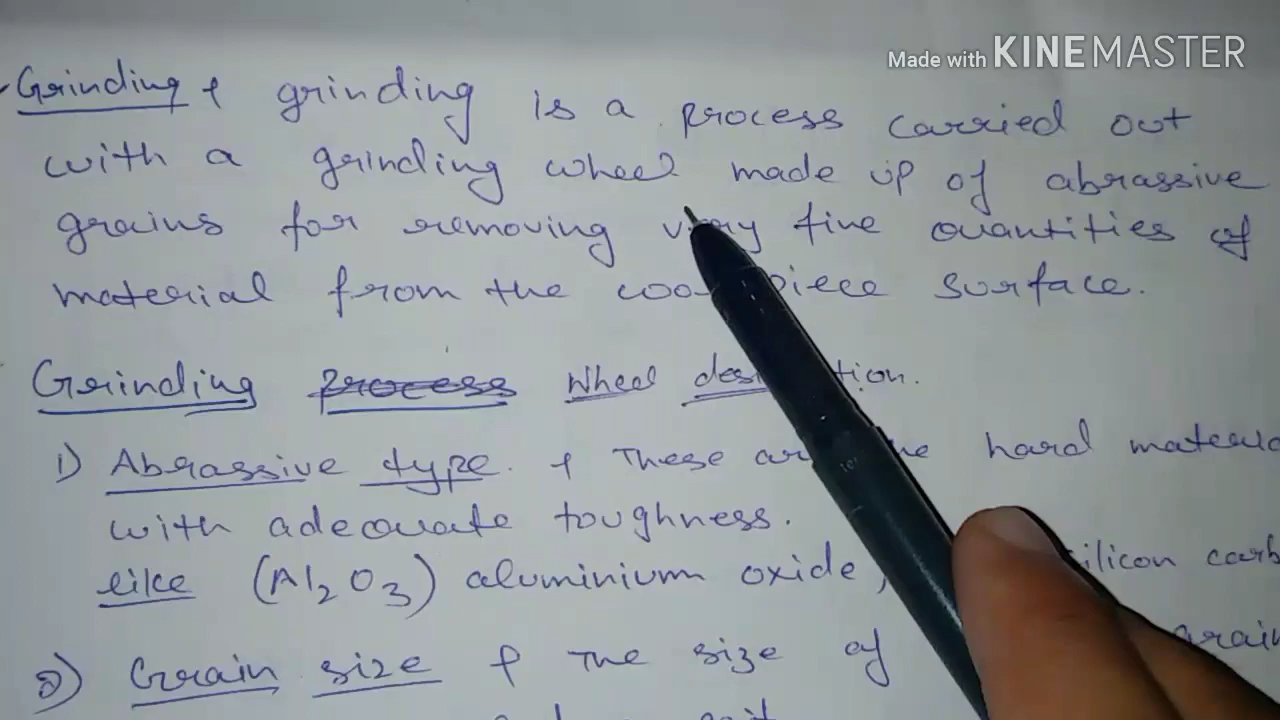 Made with KINEMASTER
Grinding grinding is a process carried out
with a grinding wheel made up of abrassive
grains for removing very fine quantities of
material from the piece surface.
Grinding process wheel
1) Abrassive type. These hard
with adequate toughness.
like (Al2O3) aluminium oxide,
2) Grain size The size of